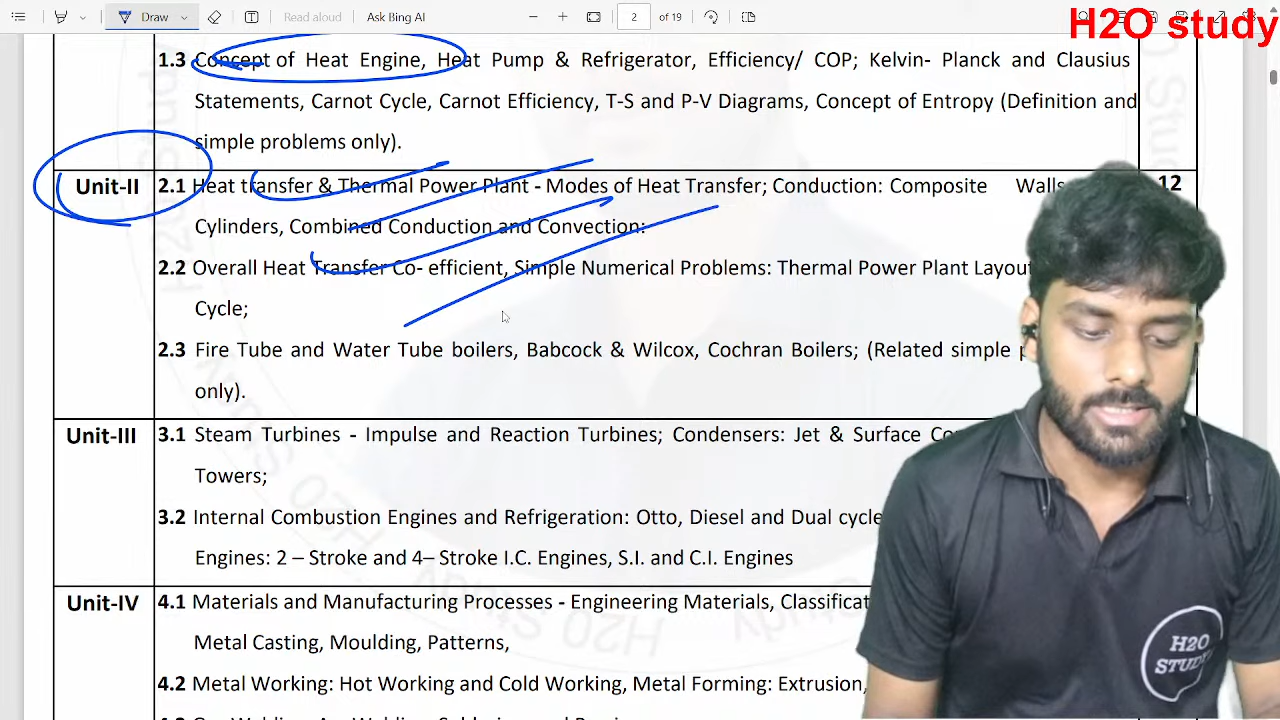 Draw
Read aloud
Ask Bing AI
2
of 19
H2O study
1.3 Concept of Heat Engine, Heat Pump & Refrigerator, Efficiency/ COP; Kelvin- Planck and Clausius
Statements, Carnot Cycle, Carnot Efficiency, T-S and P-V Diagrams, Concept of Entropy (Definition and
simple problems only).
Unit-II
2.1 Heat transfer & Thermal Power Plant - Modes of Heat Transfer; Conduction: Composite Walls
12
Cylinders, Combined Conduction and Convection:
2.2 Overall Heat Transfer Co- efficient, Simple Numerical Problems: Thermal Power Plant Layout
Cycle;
2.3 Fire Tube and Water Tube boilers, Babcock & Wilcox, Cochran Boilers; (Related simple
only).
Unit-III
3.1 Steam Turbines - Impulse and Reaction Turbines; Condensers: Jet & Surface
Towers;
3.2 Internal Combustion Engines and Refrigeration: Otto, Diesel and Dual cycle
Engines: 2 – Stroke and 4– Stroke I.C. Engines, S.I. and C.I. Engines
Unit-IV
4.1 Materials and Manufacturing Processes - Engineering Materials,
Metal Casting, Moulding, Patterns,
4.2 Metal Working: Hot Working and Cold Working, Metal Forming: Extrusion,
H2O
STUDY